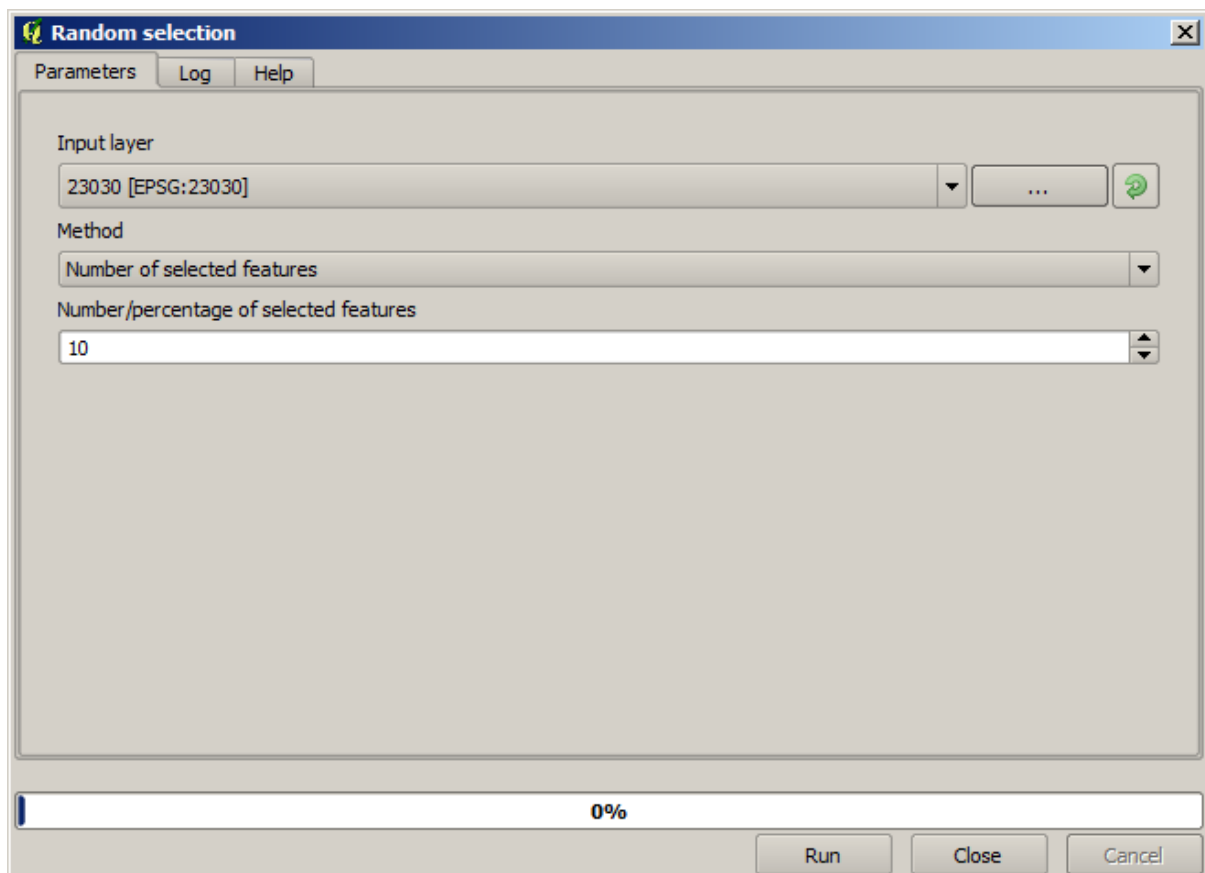 Random selection
Parameters Log Help
Input layer
23030 [EPSG:23030] ...
Method
Number of selected features
Number/percentage of selected features
10
0%
Run Close Cancel